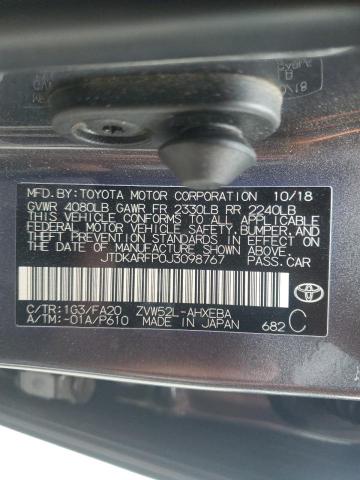 MFD.BY:TOYOTA MOTOR CORPORATION 10/18
GVWR 4080LB GAWR FR 2330LB RR 2240LB
THIS VEHICLE CONFORMS TO ALL APPLICABLE
FEDERAL MOTOR VEHICLE SAFETY,BUMPER,AND
THEFT PREVENTION STANDARDS IN EFFECT ON
THE DATE OF MANUFACTURE SHOWN ABOVE.
JTDKARFP0J3098767 PASS.CAR
C/TR:1G3/FA20 ZVW52L-AHXEBA
A/TM:-01A/P610 MADE IN JAPAN 682 C
TOYOTA